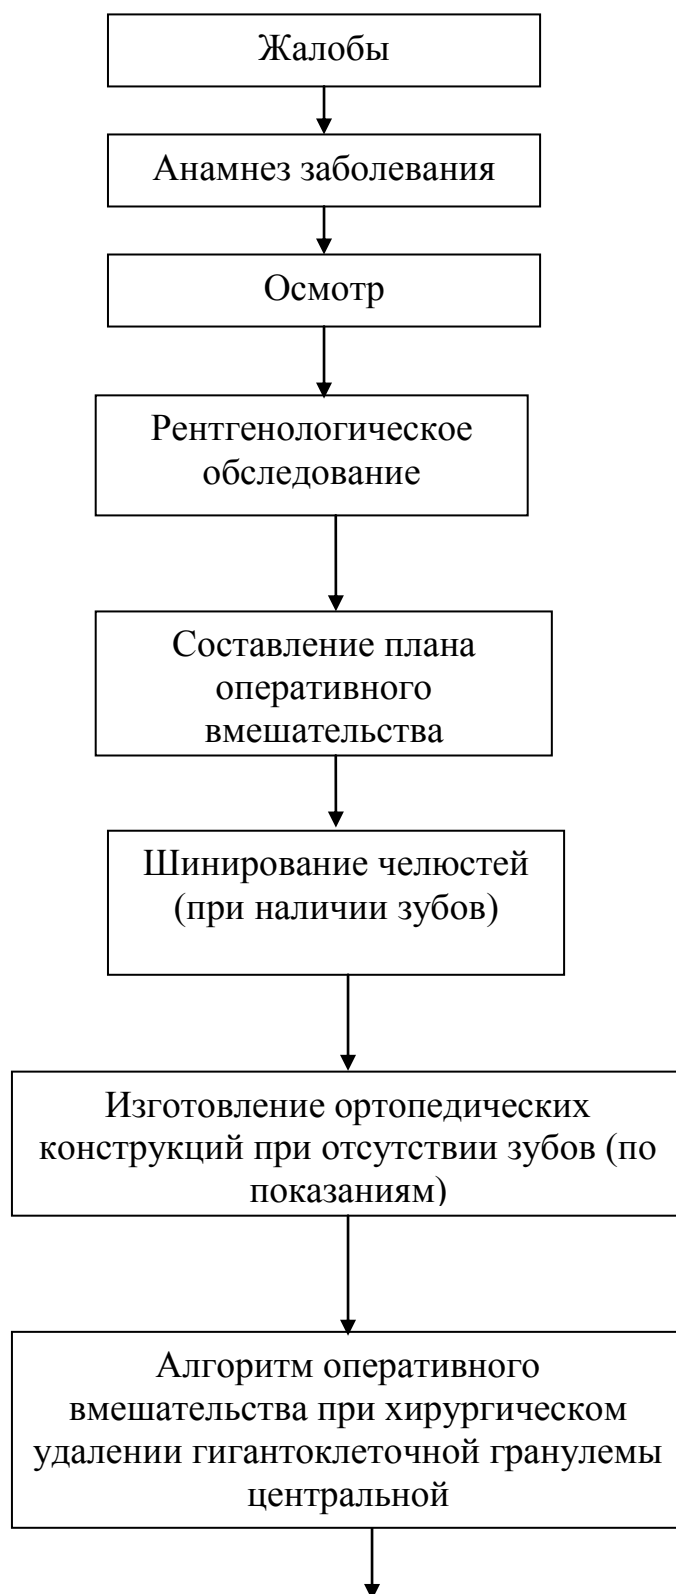 Жалобы
Анамнез заболевания
Осмотр
Рентгенологическое
обследование
Составление плана
оперативного
вмешательства
Шинирование челюстей
(при наличии зубов)
Изготовление ортопедических
конструкций при отсутствии зубов (по
показаниям)
Алгоритм оперативного
вмешательства при хирургическом
удалении гигантоклеточной гранулемы
центральной